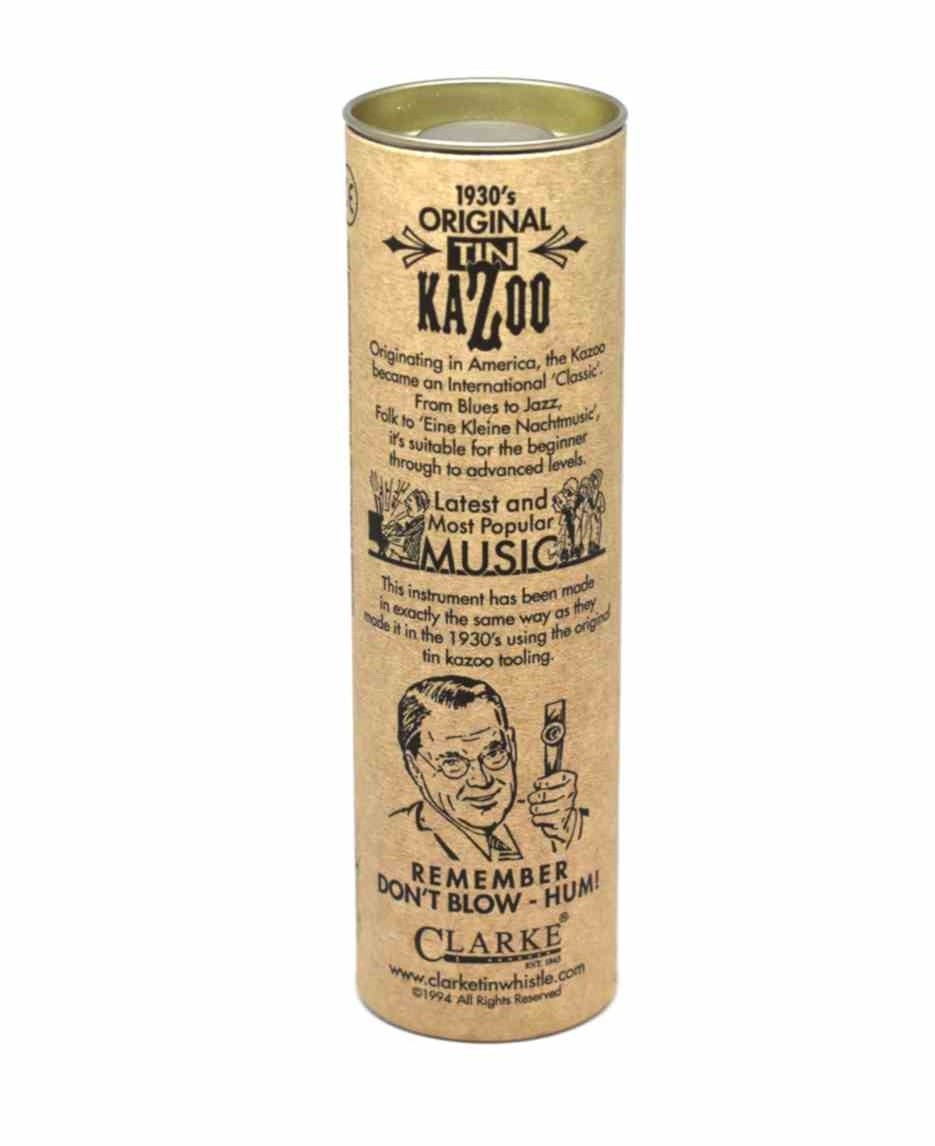 1930's
ORIGINAL
TIN
KAZOO
Originating in America, the Kazoo
became an International 'Classic'.
From Blues to Jazz,
Folk to 'Eine Kleine Nachtmusic',
it's suitable for the beginner
through to advanced levels.
Latest and
Most Popular
MUSIC
This instrument has been made
in exactly the same way as they
made it in the 1930's using the original
tin kazoo tooling.
REMEMBER
DON'T BLOW - HUM!
CLARKE®
EST. 1843
www.clarketinwhistle.com
©1994 All Rights Reserved